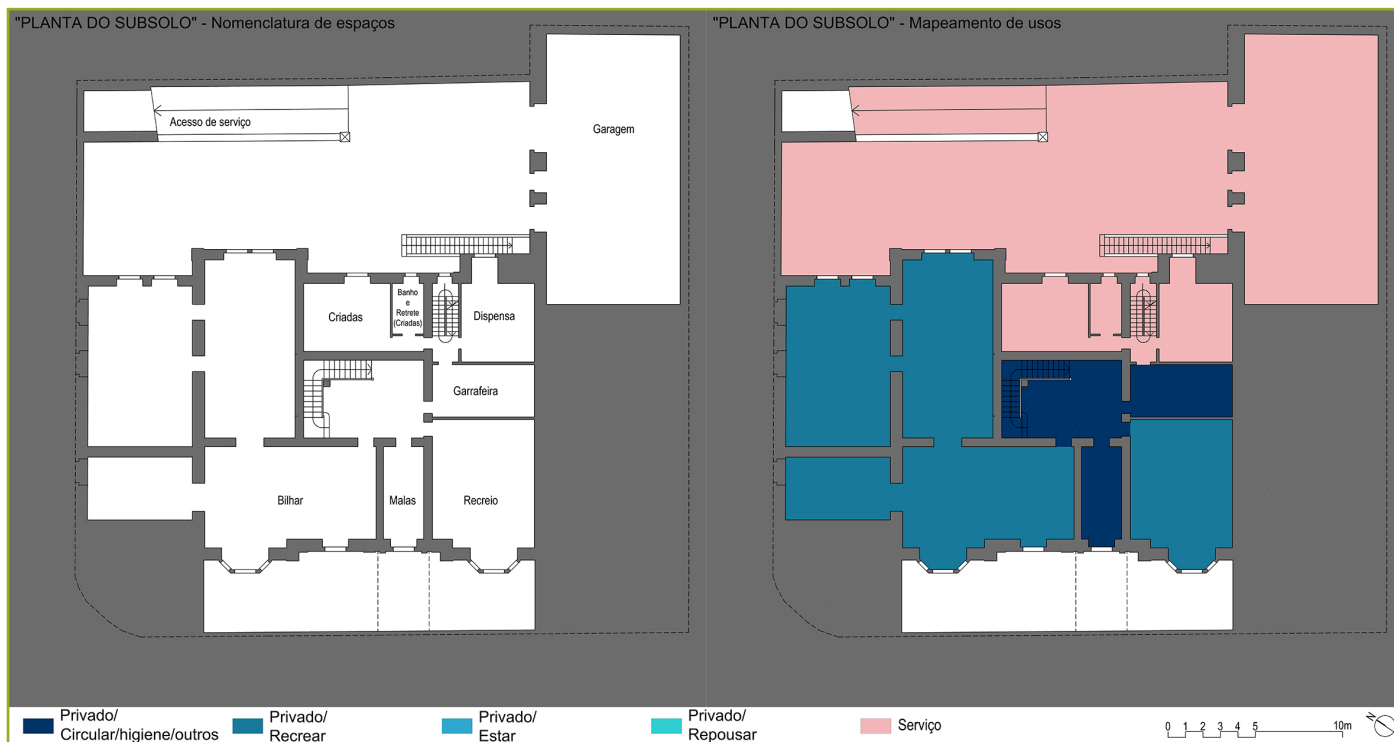 "PLANTA DO SUBSOLO" - Nomenclatura de espaços
Acesso de serviço
Garagem
Criadas
Banho
e
Retrete
(Criadas)
Dispensa
Garrafeira
Bilhar
Malas
Recreio
"PLANTA DO SUBSOLO" - Mapeamento de usos
Privado/
Circular/higiene/outros
Privado/
Recrear
Privado/
Estar
Privado/
Repousar
Serviço
0 1 2 3 4 5 10m
N